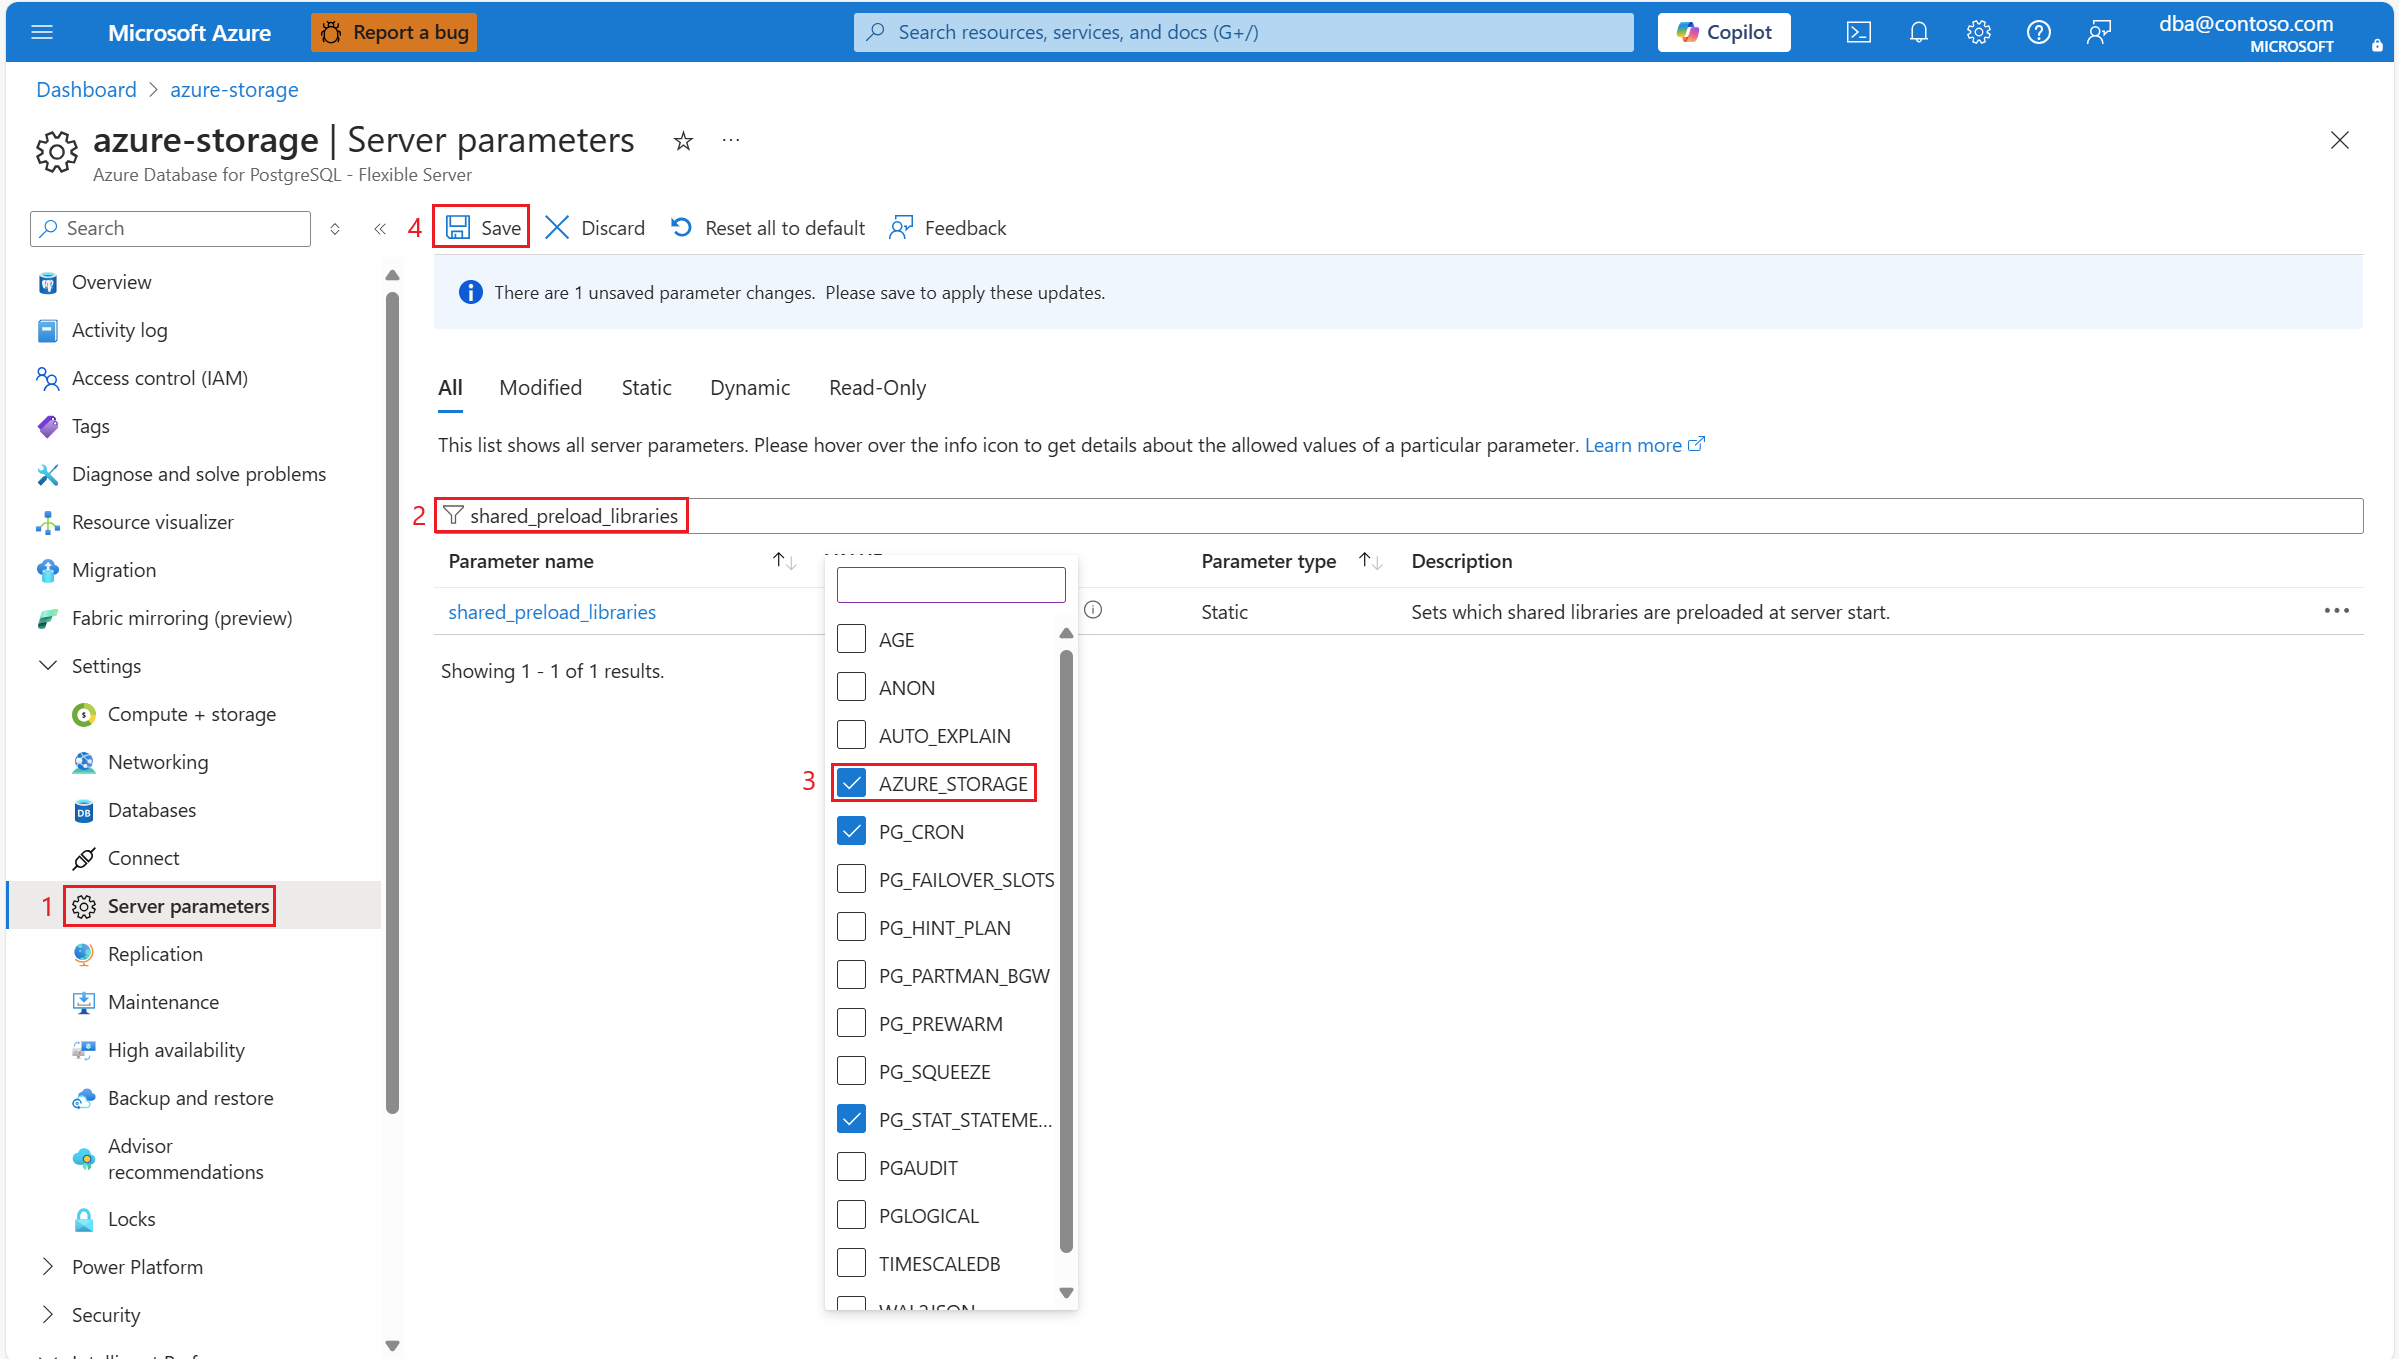 Microsoft Azure
Report a bug
Search resources, services, and docs (G+/)
Copilot
dba@contoso.com
MICROSOFT
Dashboard > azure-storage
azure-storage | Server parameters
Azure Database for PostgreSQL - Flexible Server
Search
4
Save
Discard
Reset all to default
Feedback
Overview
Activity log
Access control (IAM)
Tags
Diagnose and solve problems
Resource visualizer
Migration
Fabric mirroring (preview)
Settings
Compute + storage
Networking
Databases
Connect
1
Server parameters
Replication
Maintenance
High availability
Backup and restore
Advisor
recommendations
Locks
Power Platform
Security
There are 1 unsaved parameter changes. Please save to apply these updates.
All
Modified
Static
Dynamic
Read-Only
This list shows all server parameters. Please hover over the info icon to get details about the allowed values of a particular parameter. Learn more
2
shared_preload_libraries
Parameter name
Parameter type
Description
shared_preload_libraries
Static
Sets which shared libraries are preloaded at server start.
Showing 1 - 1 of 1 results.
AGE
ANON
AUTO_EXPLAIN
3
AZURE_STORAGE
PG_CRON
PG_FAILOVER_SLOTS
PG_HINT_PLAN
PG_PARTMAN_BGW
PG_PREWARM
PG_SQUEEZE
PG_STAT_STATEME...
PGAUDIT
PGLOGICAL
TIMESCALEDB
WAL2JSON